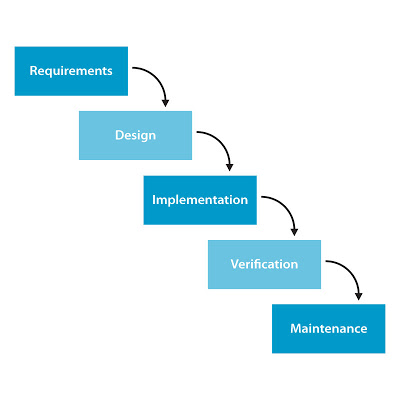 Requirements
Design
Implementation
Verification
Maintenance